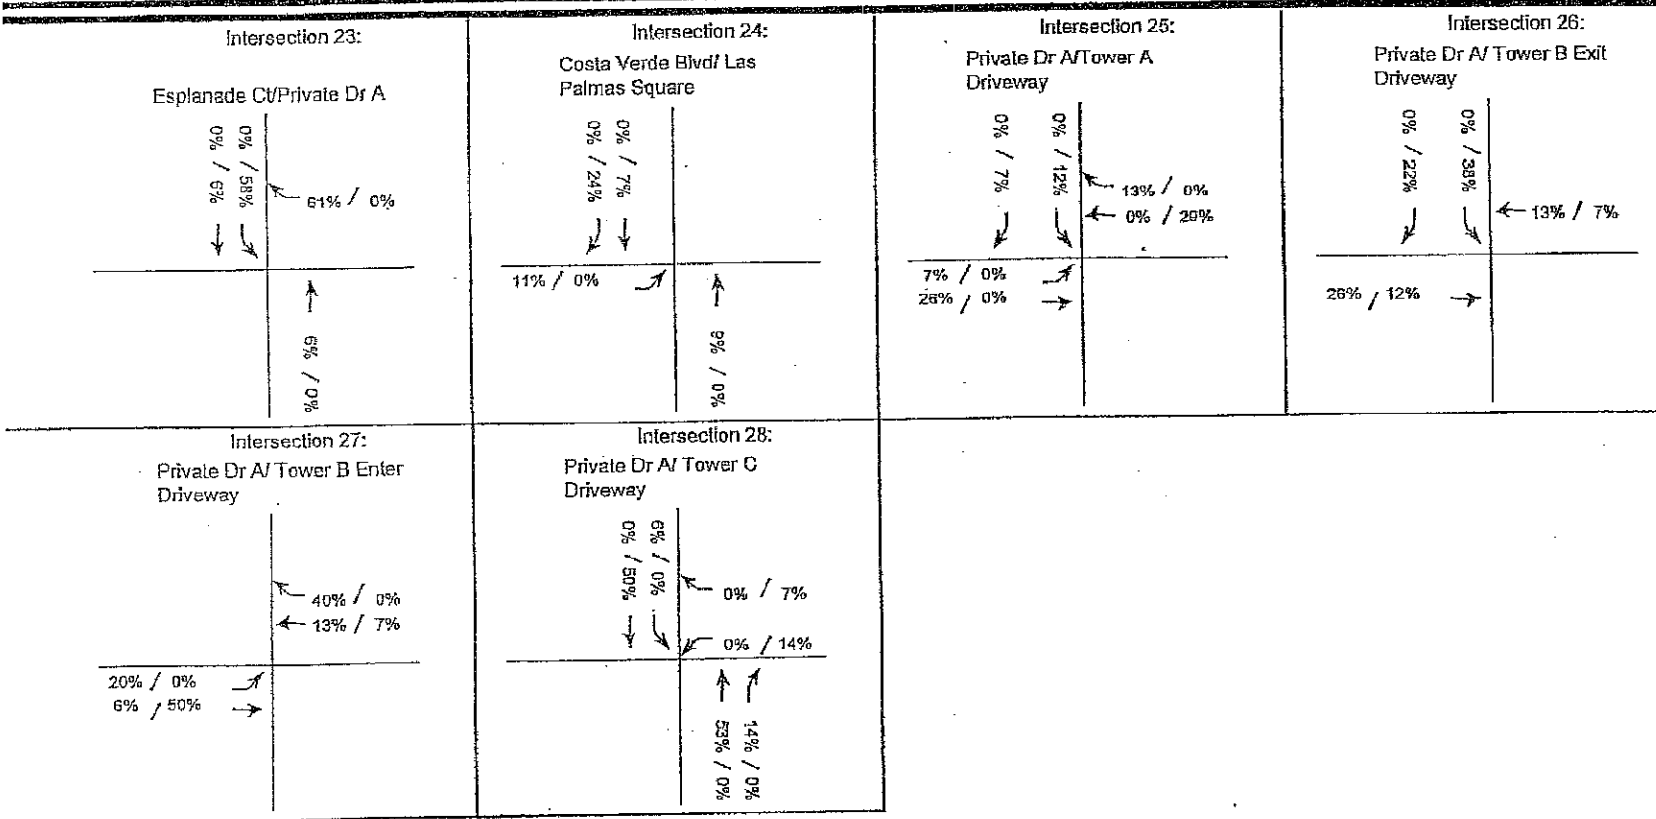 Intersection 23:
Esplanade Ct/Private Dr A
0% / 6%
0% / 58%
61% / 0%
6% / 0%
Intersection 24:
Costa Verde Blvd/ Las
Palmas Square
0% / 24%
0% / 7%
11% / 0%
9% / 0%
Intersection 25:
Private Dr A/Tower A
Driveway
0% / 7%
0% / 12%
13% / 0%
0% / 29%
7% / 0%
26% / 0%
Intersection 26:
Private Dr A/ Tower B Exit
Driveway
0% / 22%
0% / 38%
13% / 7%
26% / 12%
Intersection 27:
Private Dr A/ Tower B Enter
Driveway
40% / 0%
13% / 7%
20% / 0%
6% / 50%
Intersection 28:
Private Dr A/ Tower C
Driveway
0% / 50%
6% / 0%
0% / 7%
0% / 14%
53% / 0%
14% / 0%